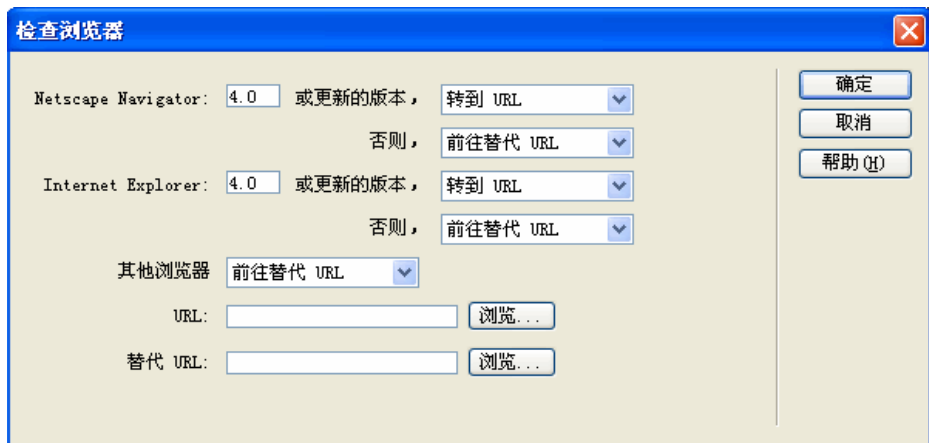 检查浏览器
Netscape Navigator: 4.0 或更新的版本， 转到 URL 确定
否则， 前往替代 URL 取消
Internet Explorer: 4.0 或更新的版本， 转到 URL 帮助(H)
否则， 前往替代 URL
其他浏览器 前往替代 URL
URL: 浏览...
替代 URL: 浏览...